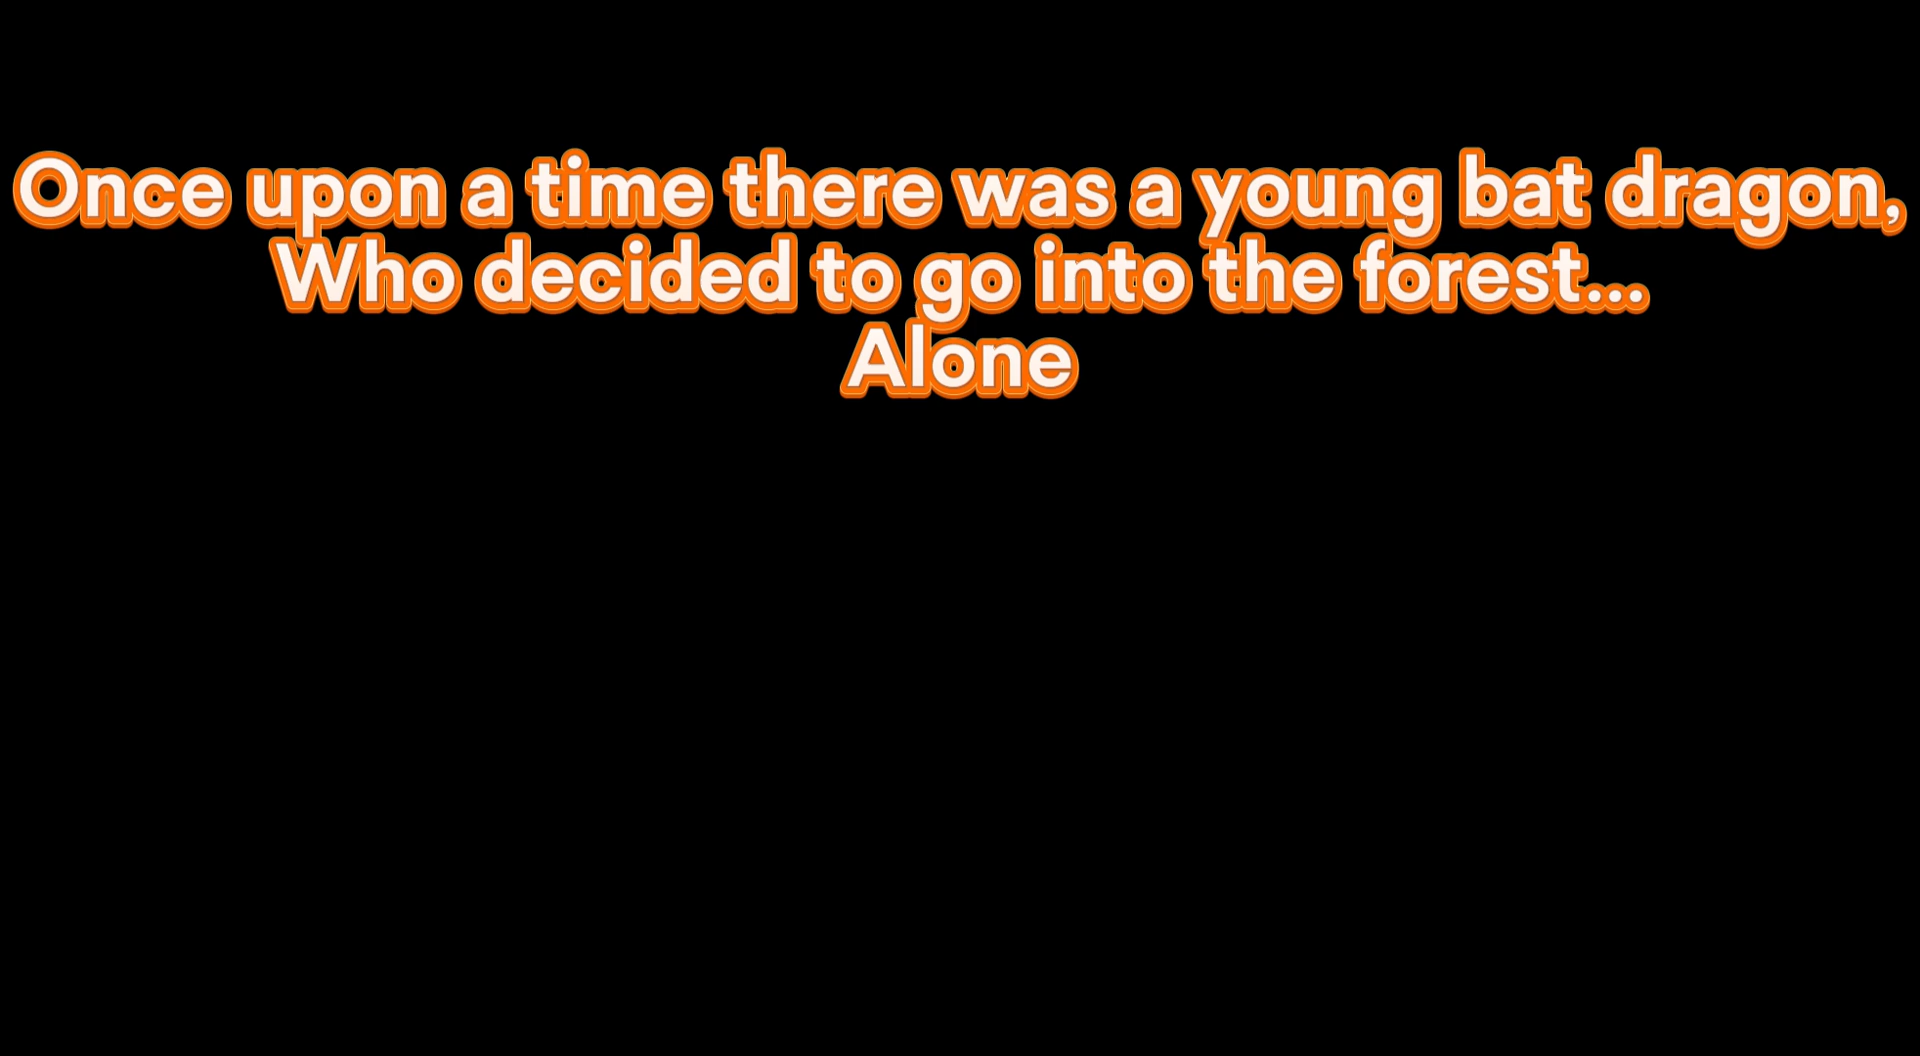 Once upon a time there was a young bat dragon,
Who decided to go into the forest...
Alone